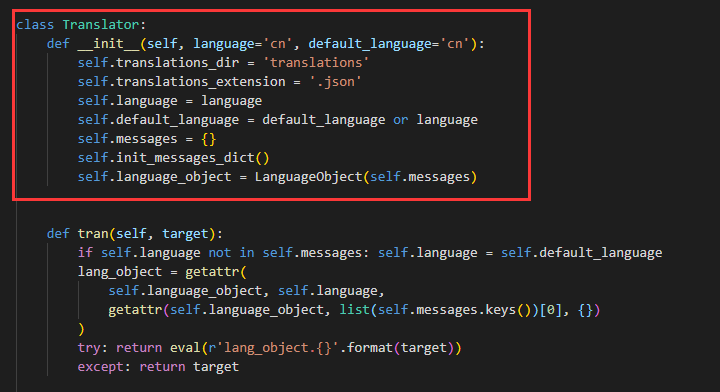 class Translator:
    def __init__(self, language='cn', default_language='cn'):
        self.translations_dir = 'translations'
        self.translations_extension = '.json'
        self.language = language
        self.default_language = default_language or language
        self.messages = {}
        self.init_messages_dict()
        self.language_object = LanguageObject(self.messages)
    def tran(self, target):
        if self.language not in self.messages: self.language = self.default_language
        lang_object = getattr(
            self.language_object, self.language,
            getattr(self.language_object, list(self.messages.keys())[0], {})
        )
        try: return eval(r'lang_object.{}'.format(target))
        except: return target